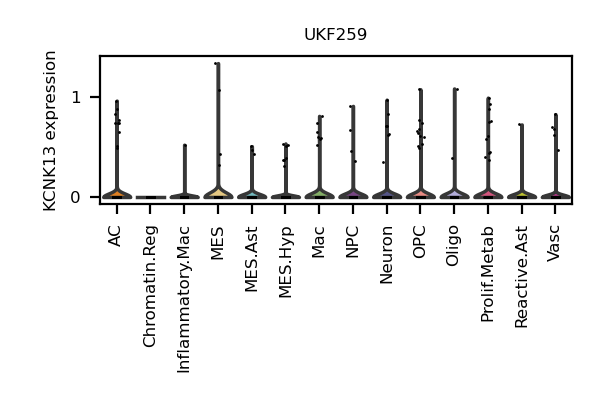 UKF259
KCNK13 expression
1
0
AC
Chromatin.Reg
Inflammatory.Mac
MES
MES.Ast
MES.Hyp
Mac
NPC
Neuron
OPC
Oligo
Prolif.Metab
Reactive.Ast
Vasc